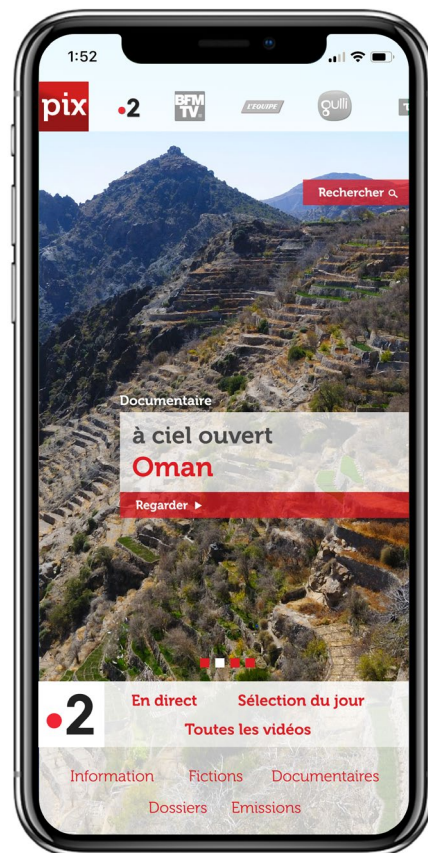 1:52
pix
2
BFM
TV.
L'EQUIPE
gulli
Rechercher
Documentaire
à ciel ouvert
Oman
Regarder
2
En direct Sélection du jour
Toutes les vidéos
Information Fictions Documentaires
Dossiers Emissions